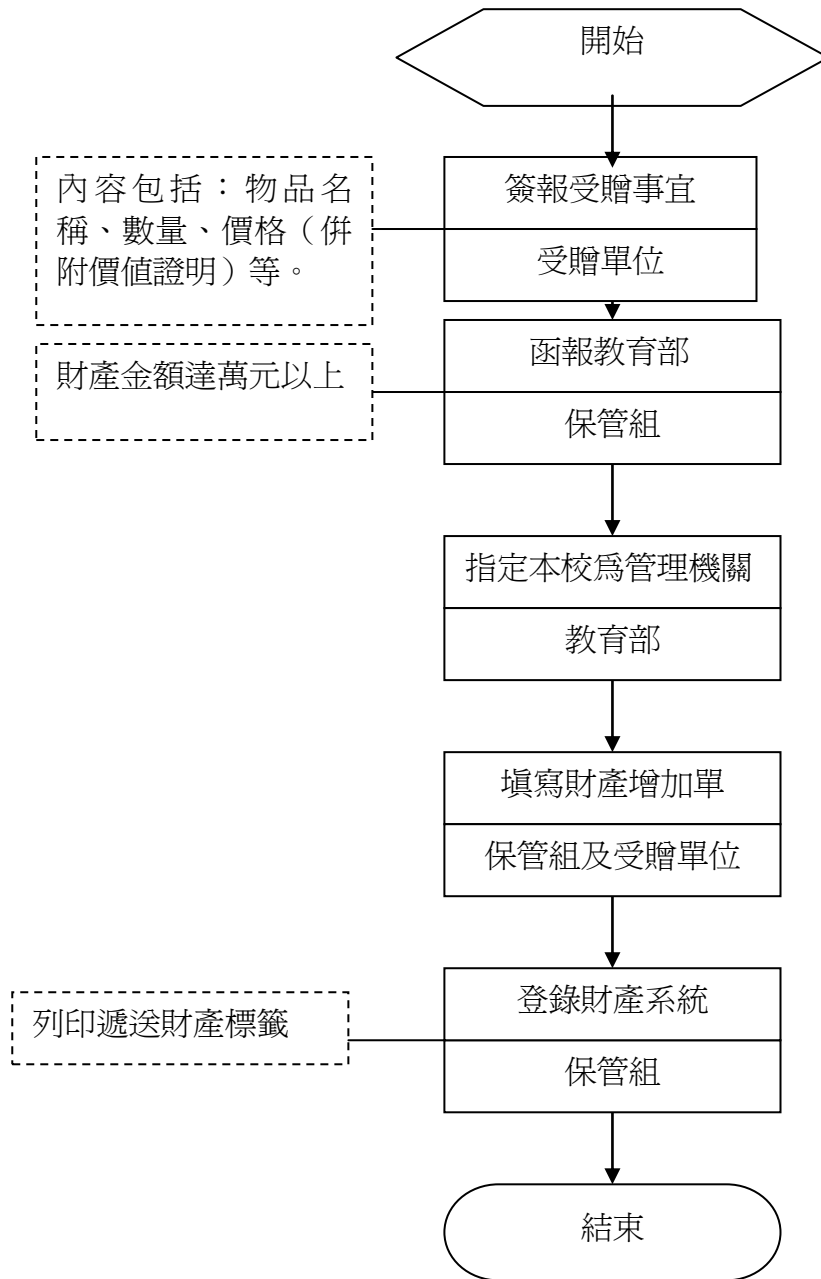 開始
內容包括：物品名
稱、數量、價格（併
附價值證明）等。
簽報受贈事宜
受贈單位
財產金額達萬元以上
函報教育部
保管組
指定本校為管理機關
教育部
填寫財產增加單
保管組及受贈單位
列印遞送財產標籤
登錄財產系統
保管組
結束